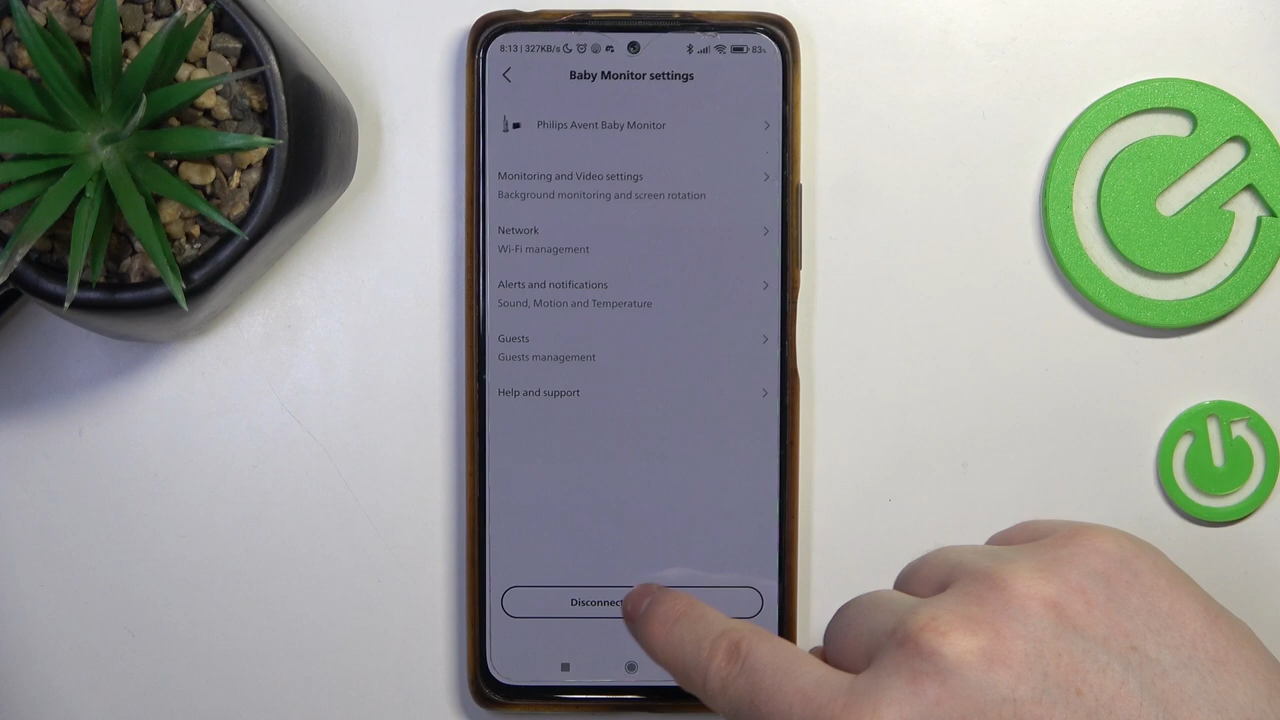 8:13 | 327KB/s 83%
Baby Monitor settings
Philips Avent Baby Monitor
Monitoring and Video settings
Background monitoring and screen rotation
Network
Wi-Fi management
Alerts and notifications
Sound, Motion and Temperature
Guests
Guests management
Help and support
Disconnect